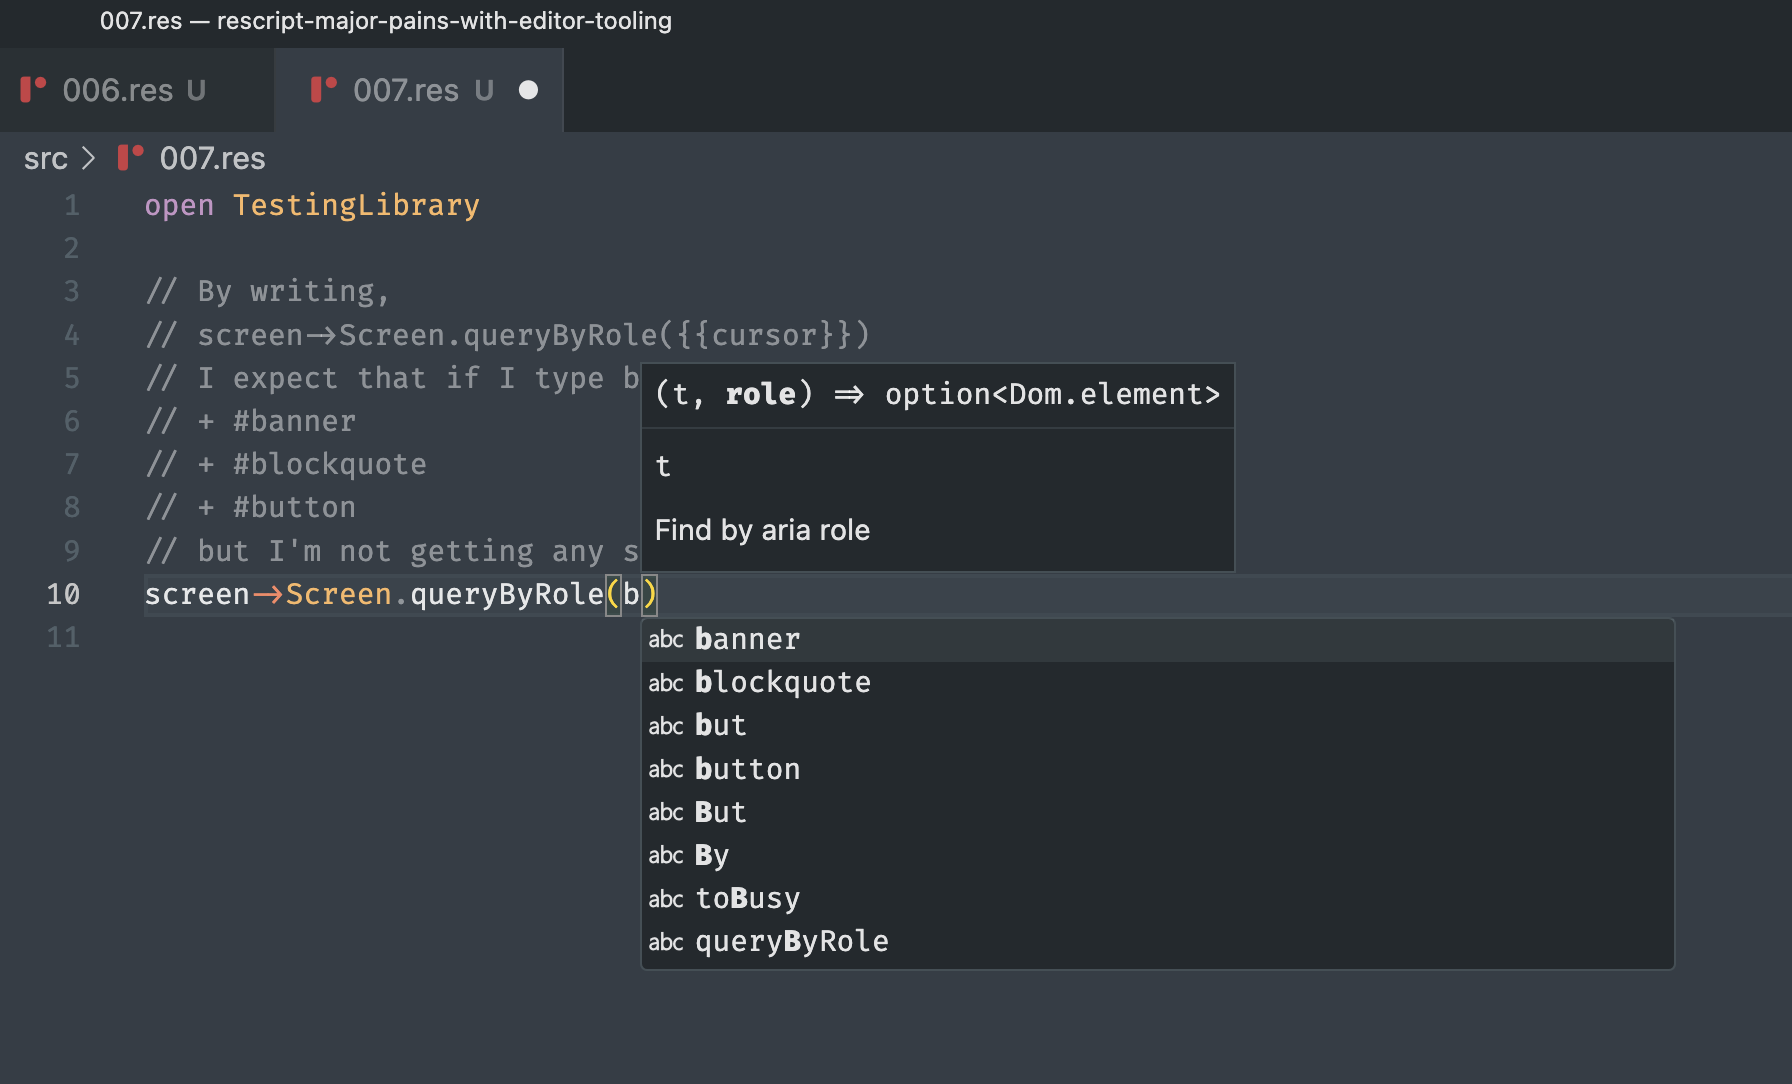 007.res — rescript-major-pains-with-editor-tooling
006.res U
007.res U
src > 007.res
1 open TestingLibrary
2
3 // By writing,
4 // screen->Screen.queryByRole({{cursor}})
5 // I expect that if I type b
6 // + #banner
7 // + #blockquote
8 // + #button
9 // but I'm not getting any s
(t, role) => option<Dom.element>
t
Find by aria role
10 screen->Screen.queryByRole(b)
11
abc banner
abc blockquote
abc but
abc button
abc But
abc By
abc toBusy
abc queryByRole